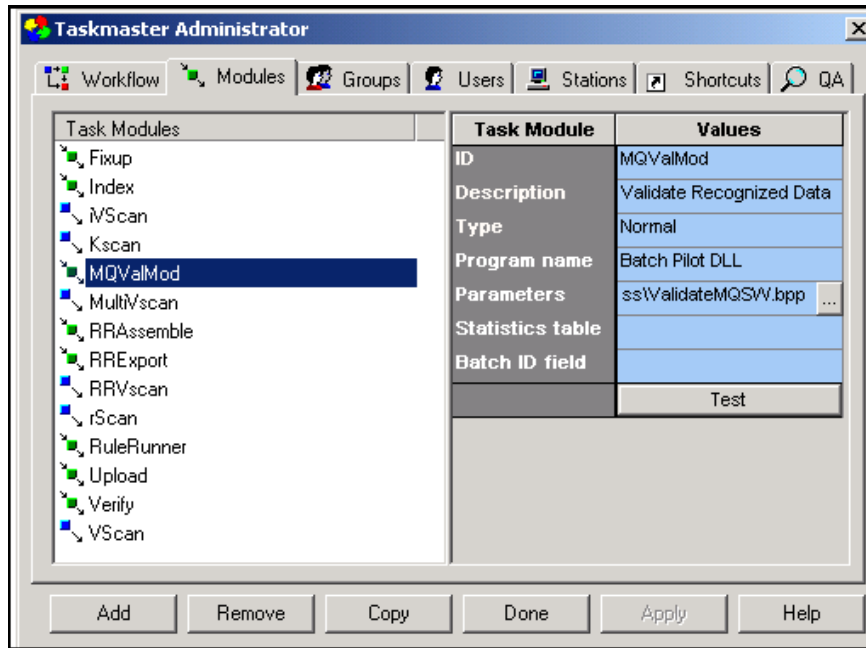 Taskmaster Administrator
Workflow Modules Groups Users Stations Shortcuts QA
Task Modules
Fixup
Index
iVScan
Kscan
MQValMod
MultiVscan
RRAssemble
RRExport
RRVscan
rScan
RuleRunner
Upload
Verify
VScan
Task Module Values
ID MQValMod
Description Validate Recognized Data
Type Normal
Program name Batch Pilot DLL
Parameters ss\ValidateMQSW.bpp ...
Statistics table
Batch ID field
Test
Add Remove Copy Done Apply Help